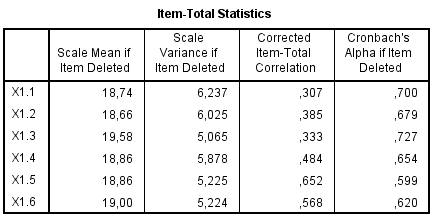 Item-Total Statistics
Scale Mean if Item Deleted | Scale Variance if Item Deleted | Corrected Item-Total Correlation | Cronbach's Alpha if Item Deleted
X1.1 18,74 6,237 ,307 ,700
X1.2 18,66 6,025 ,385 ,679
X1.3 19,58 5,065 ,333 ,727
X1.4 18,86 5,878 ,484 ,654
X1.5 18,86 5,225 ,652 ,599
X1.6 19,00 5,224 ,568 ,620